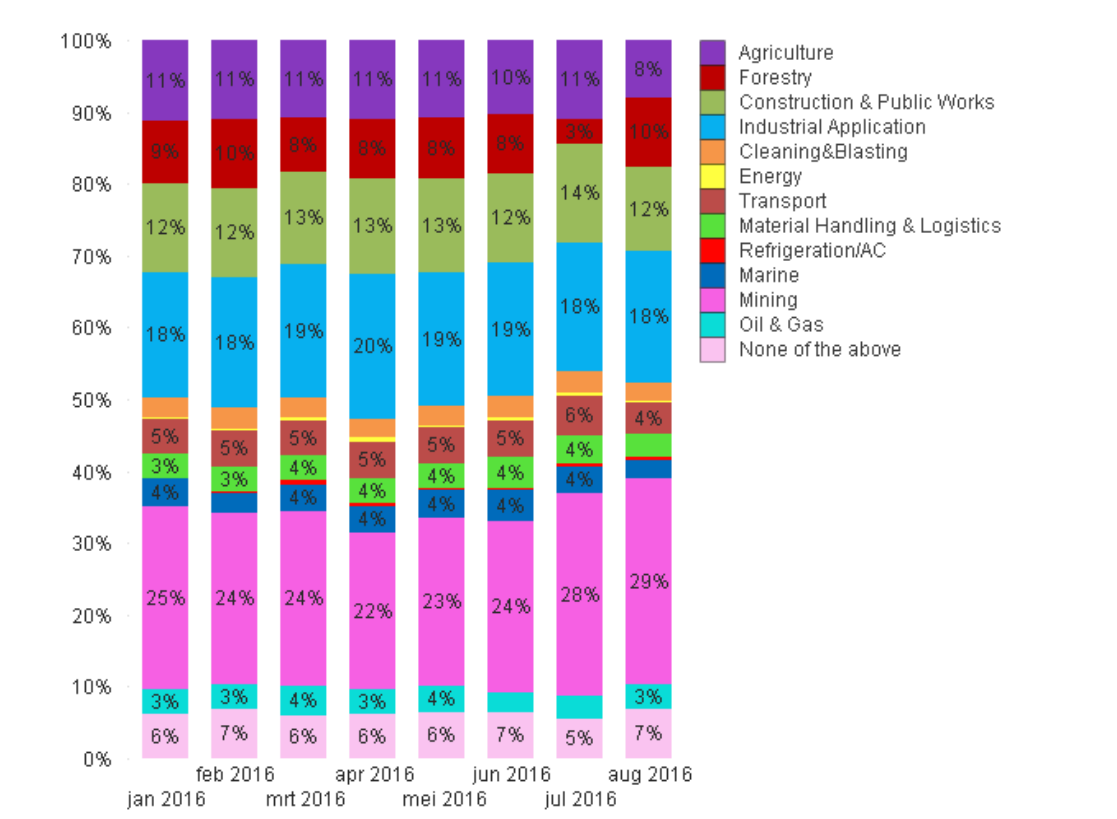 100%
90%
80%
70%
60%
50%
40%
30%
20%
10%
0%
11% 11% 11% 11% 11% 10% 11% 8%
9% 10% 8% 8% 8% 8% 3% 10%
12% 12% 13% 13% 13% 12% 14% 12%
18% 18% 19% 20% 19% 19% 18% 18%
5% 5% 5% 5% 5% 5% 6% 4%
3% 3% 4% 4% 4% 4% 4%
4% 4% 4% 4% 4% 4%
25% 24% 24% 22% 23% 24% 28% 29%
3% 3% 4% 3% 4% 3%
6% 7% 6% 6% 6% 7% 5% 7%
feb 2016 apr 2016 jun 2016 aug 2016
jan 2016 mrt 2016 mei 2016 jul 2016
Agriculture
Forestry
Construction & Public Works
Industrial Application
Cleaning&Blasting
Energy
Transport
Material Handling & Logistics
Refrigeration/AC
Marine
Mining
Oil & Gas
None of the above